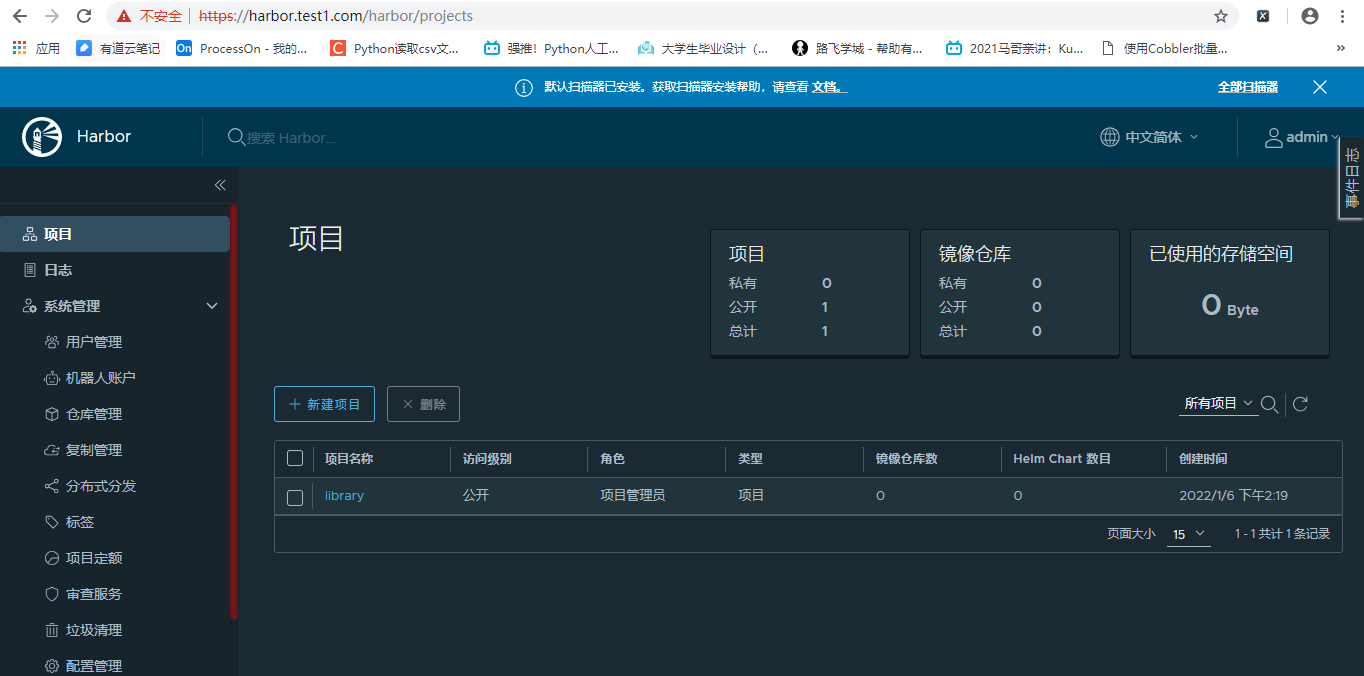 不安全 https://harbor.test1.com/harbor/projects
应用 有道云笔记 On ProcessOn - 我的... C Python读取csv文... 强推！Python人工... 大学生毕业设计（... 路飞学城 - 帮助有... 2021马哥亲讲：Ku... 使用Cobbler批量... »
默认扫描器已安装。获取扫描器安装帮助，请查看 文档。 全部扫描器
Harbor 搜索 Harbor... 中文简体 admin
事件日志
项目
日志
系统管理
用户管理
机器人账户
仓库管理
复制管理
分布式分发
标签
项目定额
审查服务
垃圾清理
配置管理
项目
项目
私有 0
公开 1
总计 1
镜像仓库
私有 0
公开 0
总计 0
已使用的存储空间
0 Byte
+ 新建项目 × 删除 所有项目
项目名称 访问级别 角色 类型 镜像仓库数 Helm Chart 数目 创建时间
library 公开 项目管理员 项目 0 0 2022/1/6 下午2:19
页面大小 15 1 - 1 共计 1 条记录